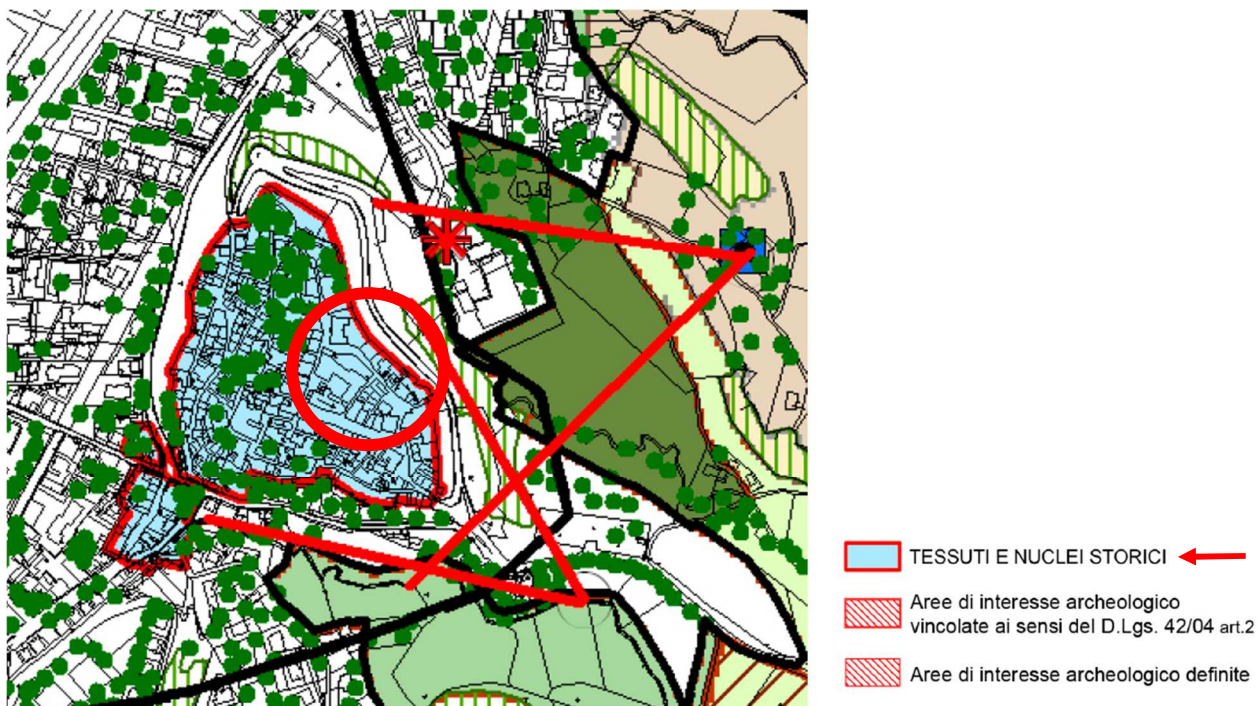 TESSUTI E NUCLEI STORICI
Aree di interesse archeologico
vincolate ai sensi del D.Lgs. 42/04 art.2
Aree di interesse archeologico definite